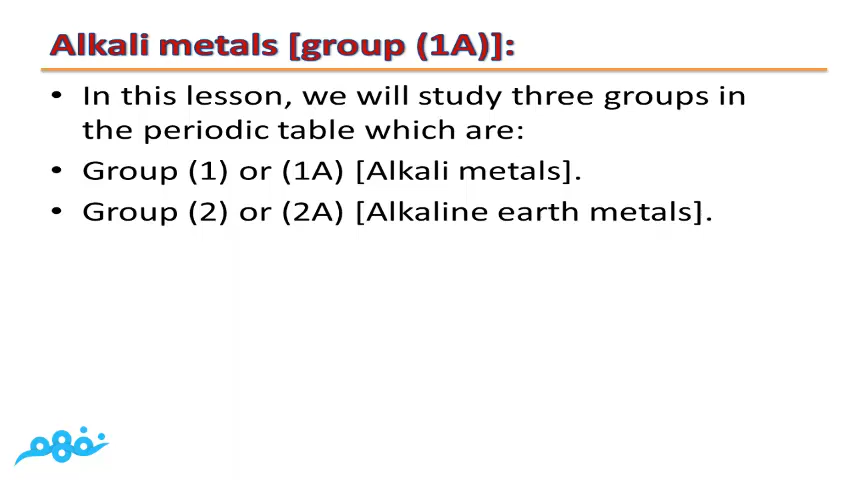 Alkali metals [group (1A)]:
• In this lesson, we will study three groups in
the periodic table which are:
• Group (1) or (1A) [Alkali metals].
• Group (2) or (2A) [Alkaline earth metals].
نفهم